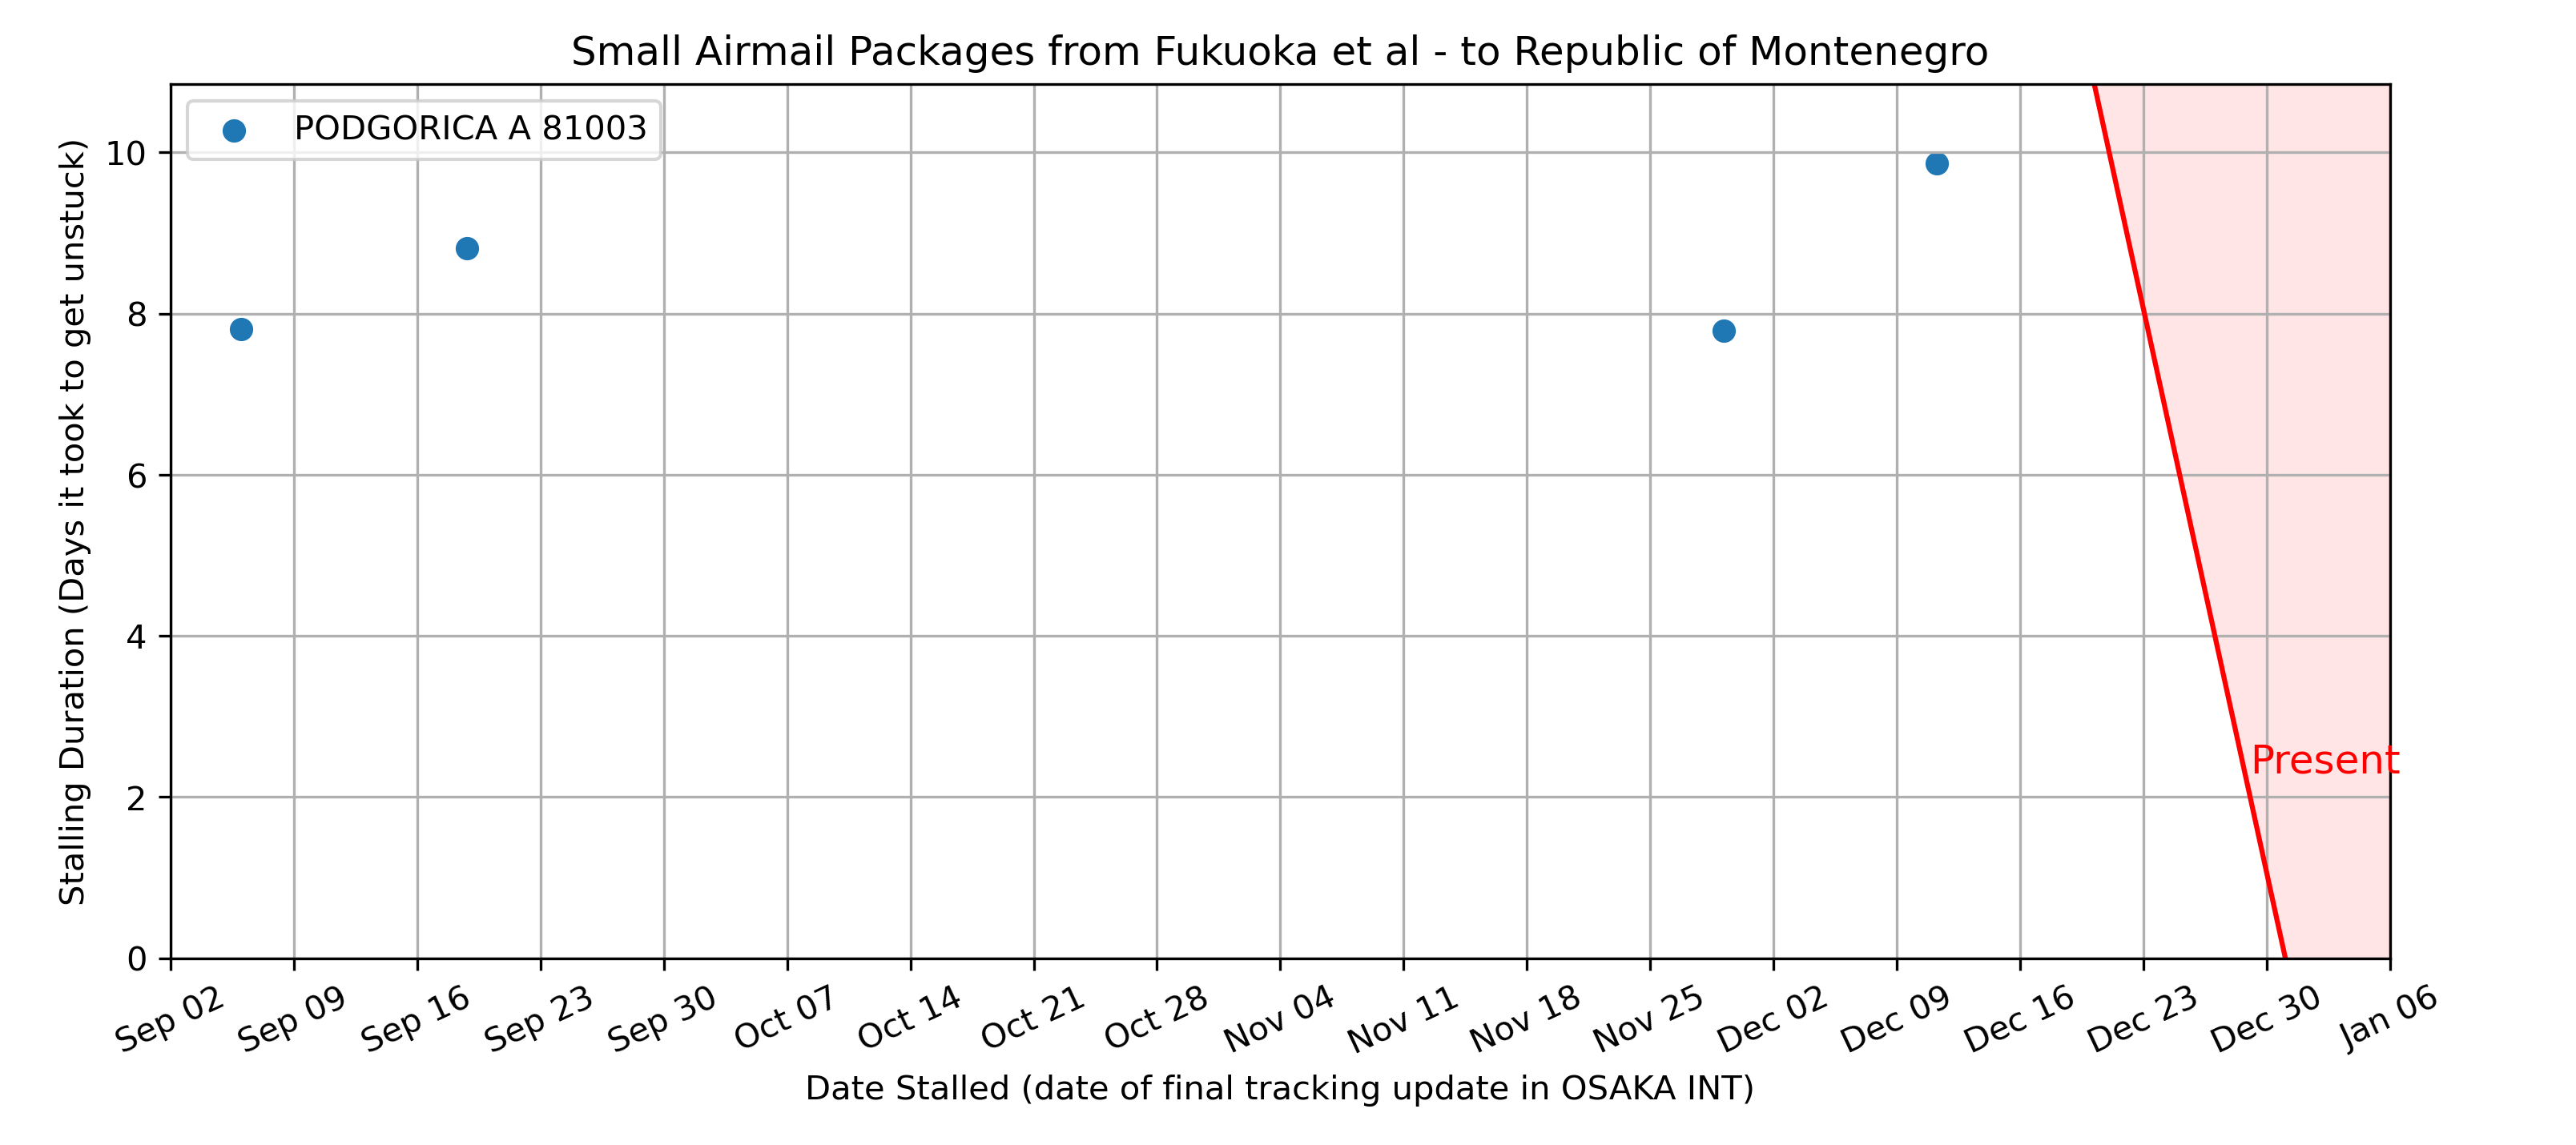 Small Airmail Packages from Fukuoka et al - to Republic of Montenegro
PODGORICA A 81003
Stalling Duration (Days it took to get unstuck)
10
8
6
4
2
0
Present
Sep 02
Sep 09
Sep 16
Sep 23
Sep 30
Oct 07
Oct 14
Oct 21
Oct 28
Nov 04
Nov 11
Nov 18
Nov 25
Dec 02
Dec 09
Dec 16
Dec 23
Dec 30
Jan 06
Date Stalled (date of final tracking update in OSAKA INT)